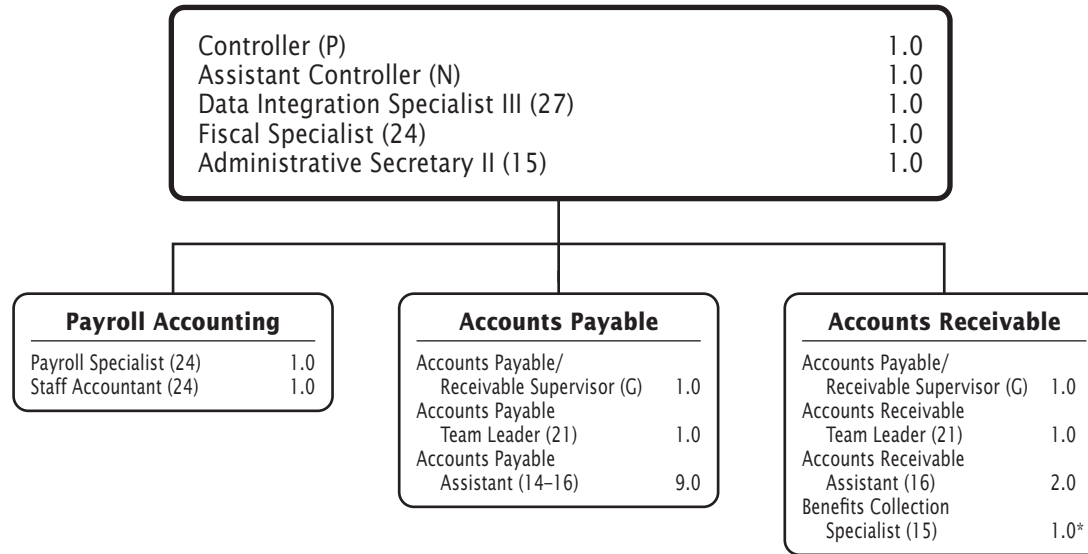 Controller (P) 1.0
Assistant Controller (N) 1.0
Data Integration Specialist III (27) 1.0
Fiscal Specialist (24) 1.0
Administrative Secretary II (15) 1.0
Payroll Accounting
Payroll Specialist (24) 1.0
Staff Accountant (24) 1.0
Accounts Payable
Accounts Payable/
Receivable Supervisor (G) 1.0
Accounts Payable
Team Leader (21) 1.0
Accounts Payable
Assistant (14–16) 9.0
Accounts Receivable
Accounts Payable/
Receivable Supervisor (G) 1.0
Accounts Receivable
Team Leader (21) 1.0
Accounts Receivable
Assistant (16) 2.0
Benefits Collection
Specialist (15) 1.0*